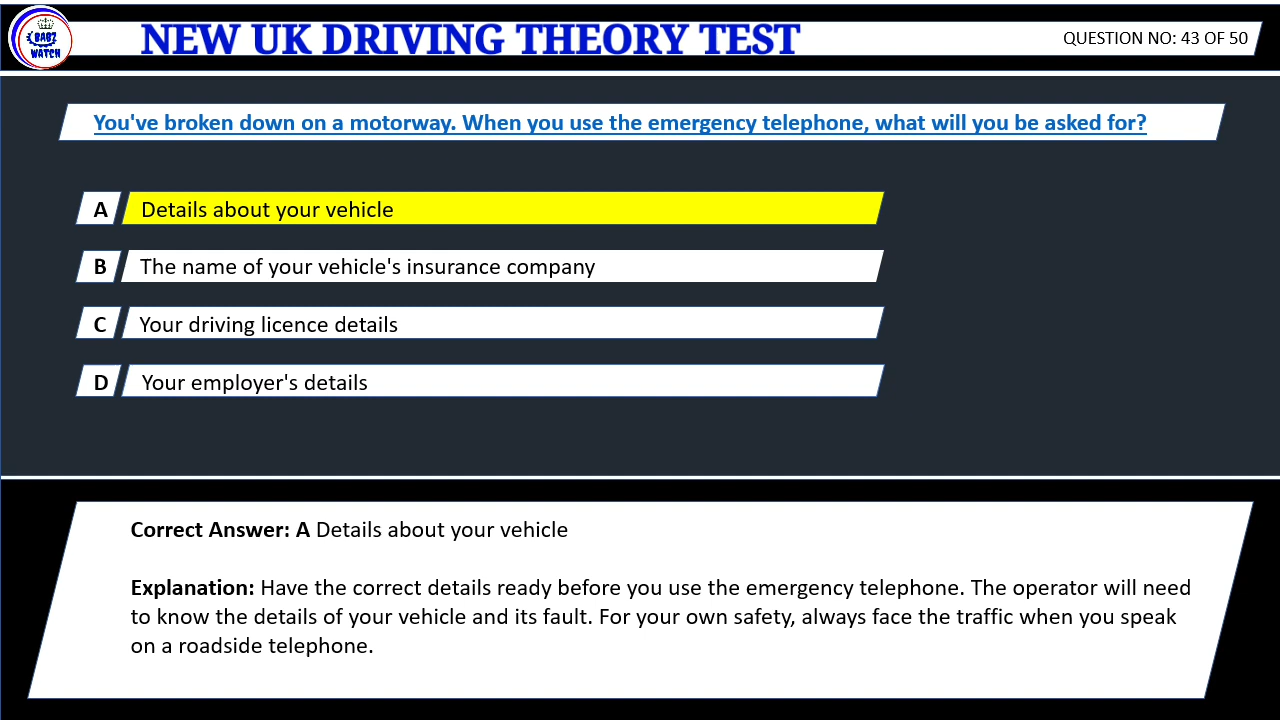 BABZ
WATCH
NEW UK DRIVING THEORY TEST
QUESTION NO: 43 OF 50
You've broken down on a motorway. When you use the emergency telephone, what will you be asked for?
A Details about your vehicle
B The name of your vehicle's insurance company
C Your driving licence details
D Your employer's details
Correct Answer: A Details about your vehicle
Explanation: Have the correct details ready before you use the emergency telephone. The operator will need
to know the details of your vehicle and its fault. For your own safety, always face the traffic when you speak
on a roadside telephone.